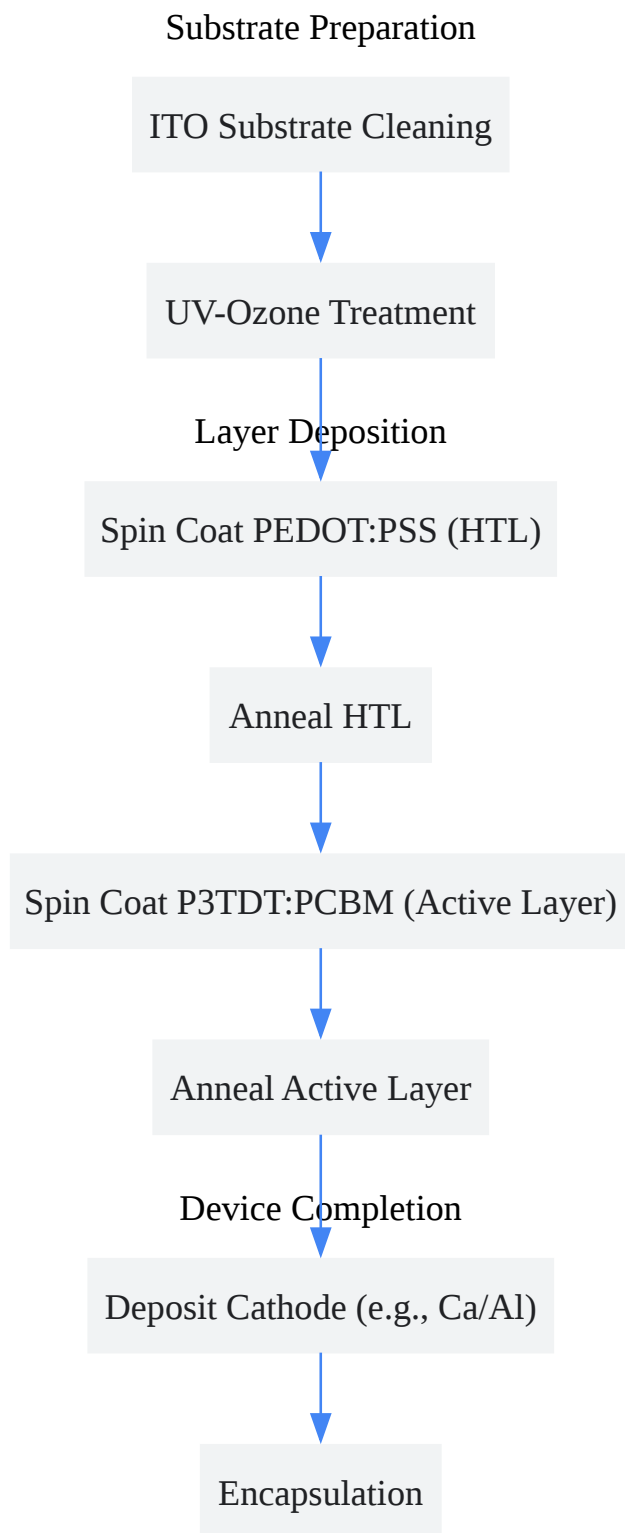 Substrate Preparation
ITO Substrate Cleaning
UV-Ozone Treatment
Layer Deposition
Spin Coat PEDOT:PSS (HTL)
Anneal HTL
Spin Coat P3TDT:PCBM (Active Layer)
Anneal Active Layer
Device Completion
Deposit Cathode (e.g., Ca/Al)
Encapsulation